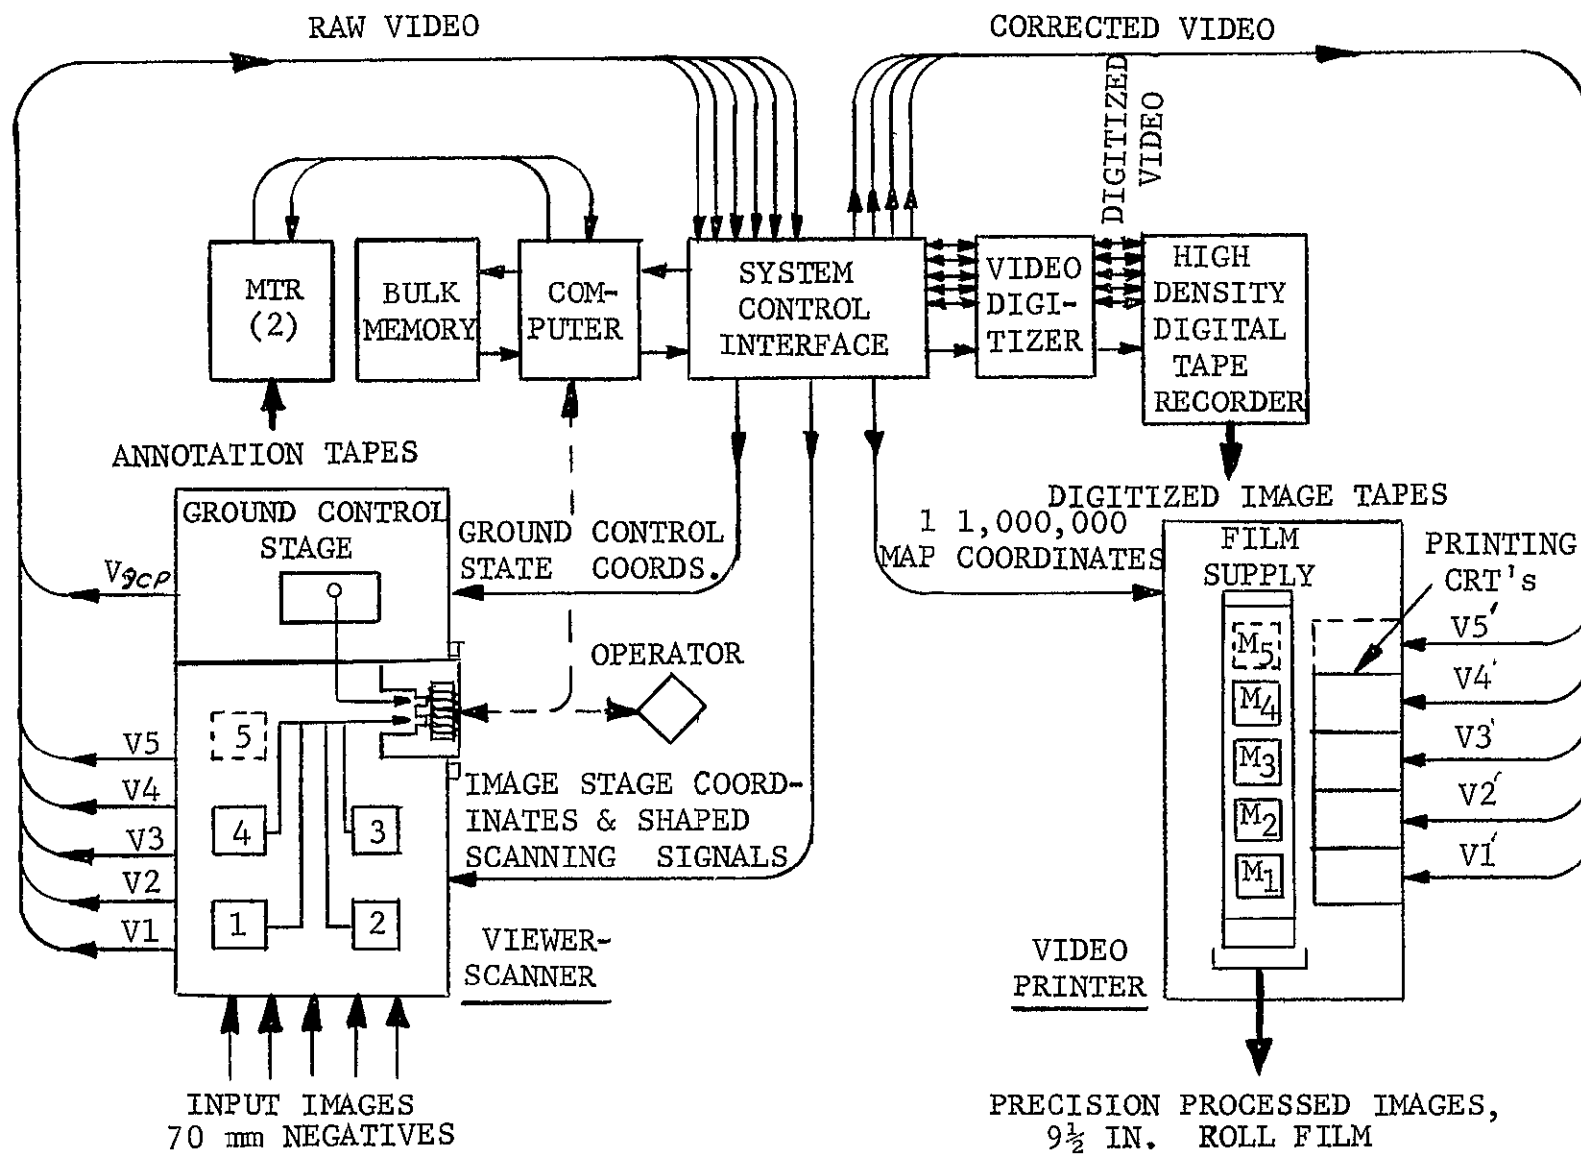 RAW VIDEO
CORRECTED VIDEO
DIGITIZED
VIDEO
MTR
(2)
BULK
MEMORY
COM-
PUTER
SYSTEM
CONTROL
INTERFACE
VIDEO
DIGI-
TIZER
HIGH
DENSITY
DIGITAL
TAPE
RECORDER
ANNOTATION TAPES
GROUND CONTROL
STAGE
GROUND CONTROL
STATE COORDS.
DIGITIZED IMAGE TAPES
1 1,000,000
MAP COORDINATES
FILM
SUPPLY
PRINTING
CRT's
Vgcp
OPERATOR
V5
V4
V3
V2
V1
5
4
3
1
2
IMAGE STAGE COORD-
INATES & SHAPED
SCANNING SIGNALS
VIEWER-
SCANNER
M5
M4
M3
M2
M1
V5'
V4'
V3'
V2'
V1'
VIDEO
PRINTER
INPUT IMAGES
70 mm NEGATIVES
PRECISION PROCESSED IMAGES,
9½ IN. ROLL FILM